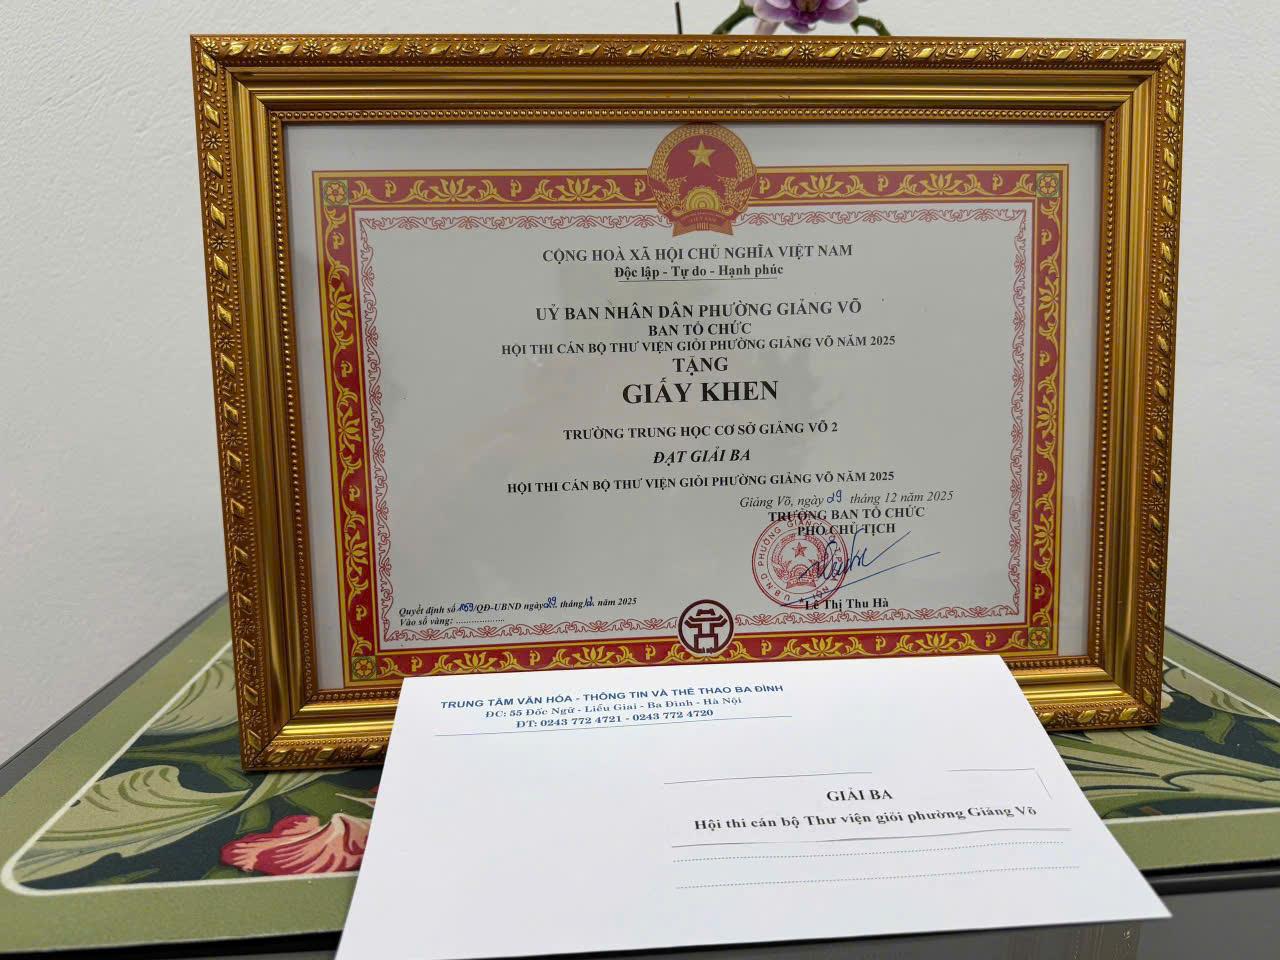 CỘNG HOÀ XÃ HỘI CHỦ NGHĨA VIỆT NAM
Độc lập - Tự do - Hạnh phúc
UỶ BAN NHÂN DÂN PHƯỜNG GIẢNG VÕ
BAN TỔ CHỨC
HỘI THI CÁN BỘ THƯ VIỆN GIỎI PHƯỜNG GIẢNG VÕ NĂM 2025
TẶNG
GIẤY KHEN
TRƯỜNG TRUNG HỌC CƠ SỞ GIẢNG VÕ 2
ĐẠT GIẢI BA
HỘI THI CÁN BỘ THƯ VIỆN GIỎI PHƯỜNG GIẢNG VÕ NĂM 2025
Giảng Võ, ngày 29 tháng 12 năm 2025
TRƯỞNG BAN TỔ CHỨC
PHÓ CHỦ TỊCH
U.B.N.D PHƯỜNG GIẢNG
Lê Thị Thu Hà
Quyết định số /QĐ-UBND ngày 29 tháng 12 năm 2025
Vào sổ vàng: ...................
TRUNG TÂM VĂN HÓA - THÔNG TIN VÀ THỂ THAO BA ĐÌNH
ĐC: 55 Đốc Ngữ - Liễu Giai - Ba Đình - Hà Nội
ĐT: 0243 772 4721 - 0243 772 4720
GIẢI BA
Hội thi cán bộ Thư viện giỏi phường Giảng Võ